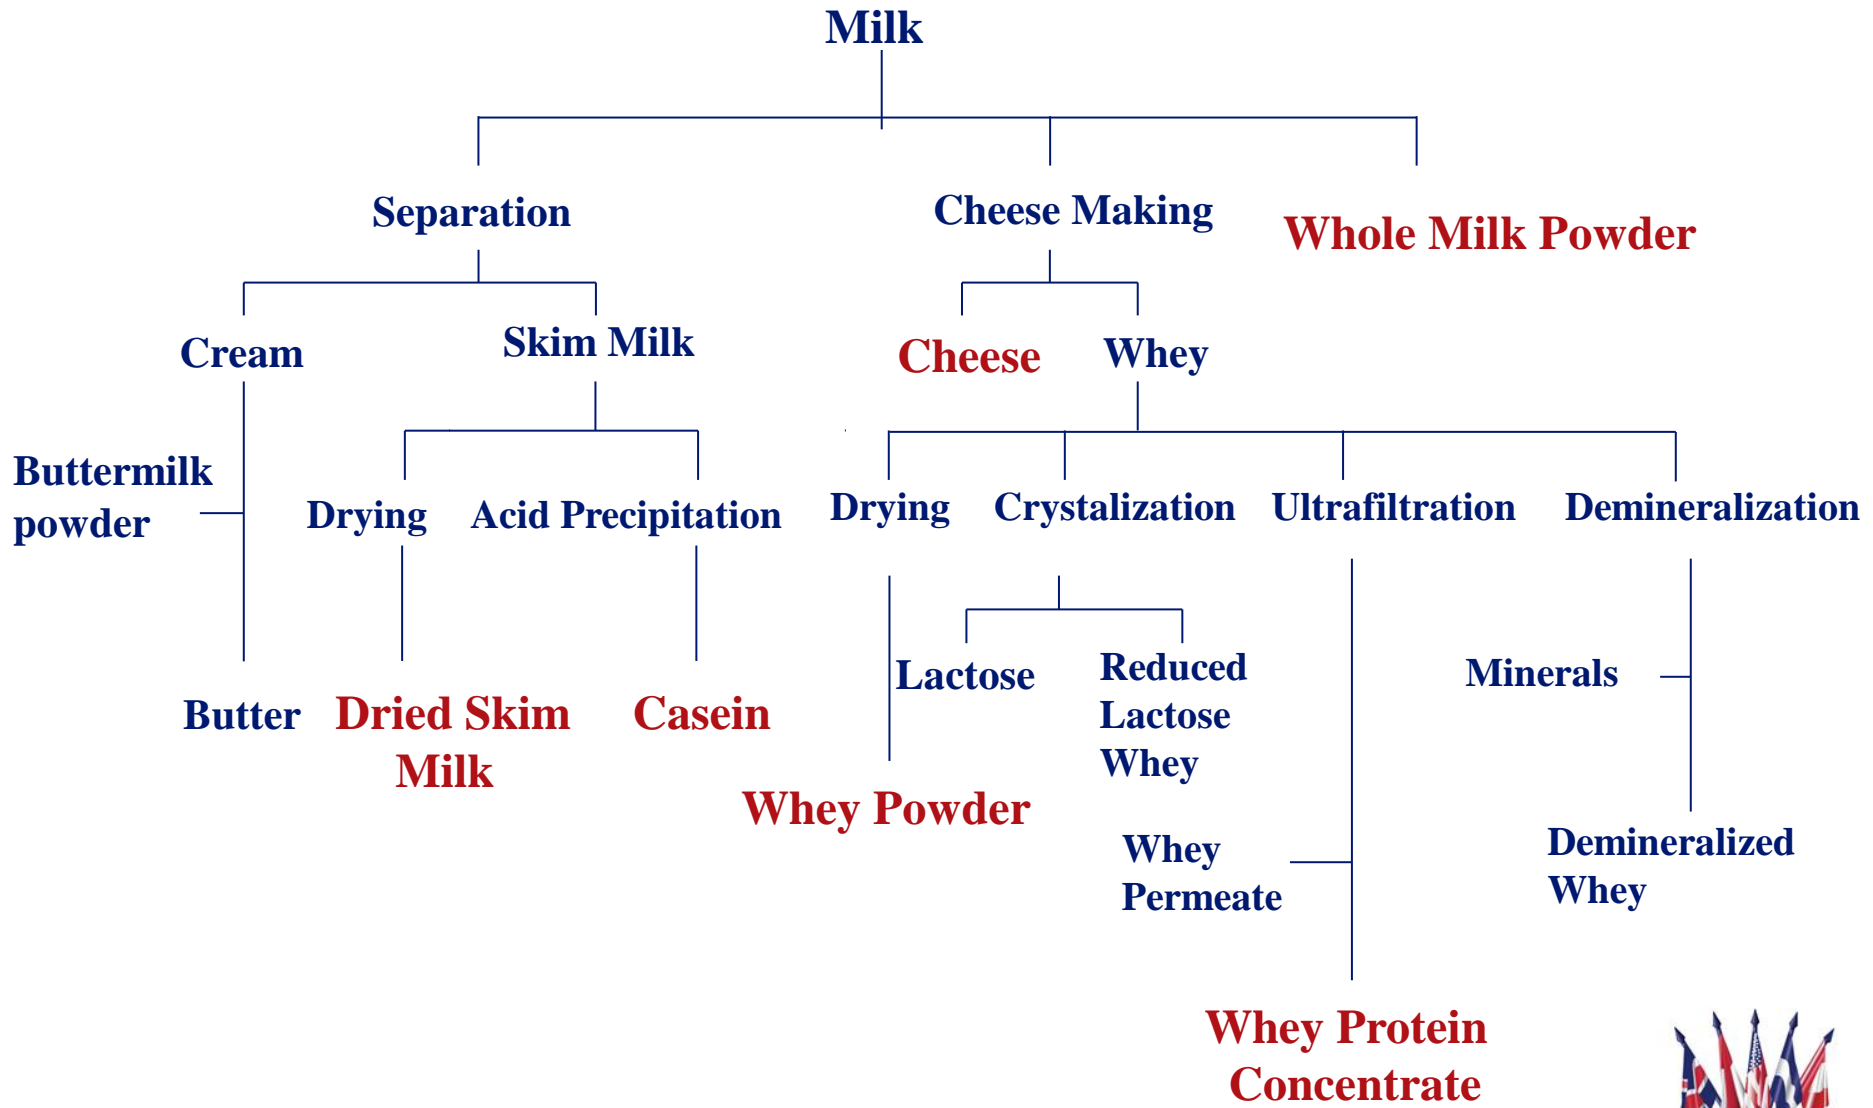 Milk
Separation
Cheese Making
Whole Milk Powder
Cream
Skim Milk
Cheese
Whey
Buttermilk
powder
Drying
Acid Precipitation
Drying
Crystalization
Ultrafiltration
Demineralization
Butter
Dried Skim
Milk
Casein
Lactose
Reduced
Lactose
Whey
Minerals
Whey Powder
Whey
Permeate
Demineralized
Whey
Whey Protein
Concentrate